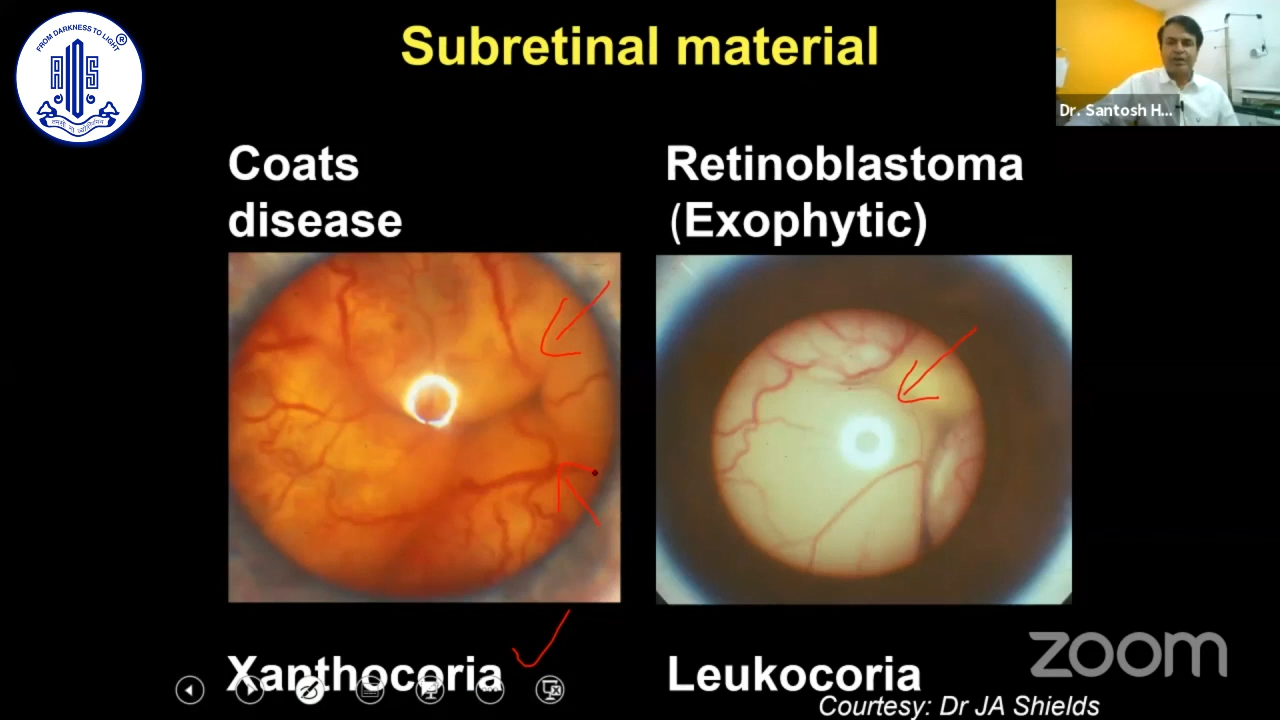 FROM DARKNESS TO LIGHT
AIOS
Subretinal material
Dr. Santosh H...
Coats
disease
Retinoblastoma
(Exophytic)
Xanthocoria
Leukocoria
zoom
Courtesy: Dr JA Shields